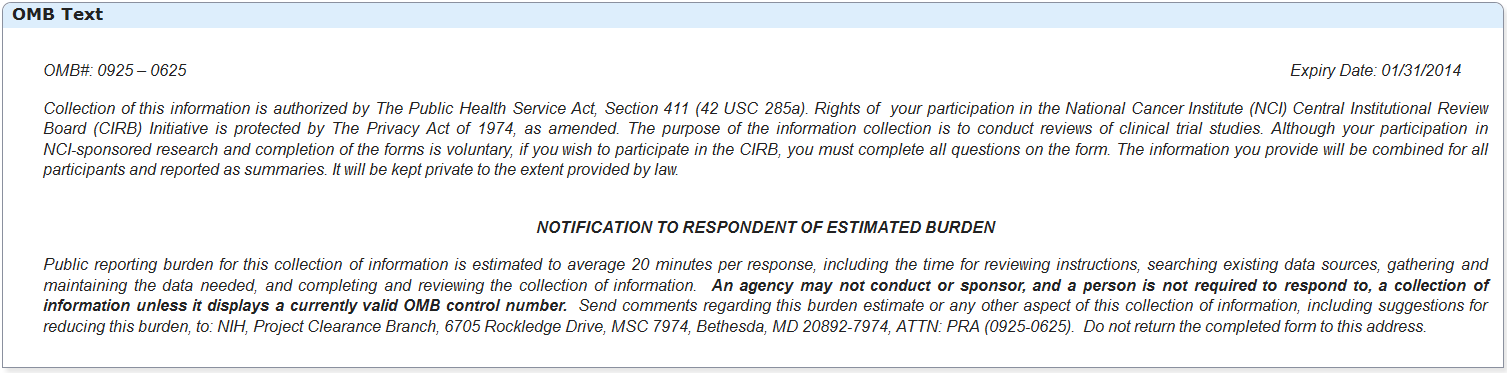 OMB Text
OMB#: 0925 – 0625 Expiry Date: 01/31/2014
Collection of this information is authorized by The Public Health Service Act, Section 411 (42 USC 285a). Rights of your participation in the National Cancer Institute (NCI) Central Institutional Review
Board (CIRB) Initiative is protected by The Privacy Act of 1974, as amended. The purpose of the information collection is to conduct reviews of clinical trial studies. Although your participation in
NCI-sponsored research and completion of the forms is voluntary, if you wish to participate in the CIRB, you must complete all questions on the form. The information you provide will be combined for all
participants and reported as summaries. It will be kept private to the extent provided by law.
NOTIFICATION TO RESPONDENT OF ESTIMATED BURDEN
Public reporting burden for this collection of information is estimated to average 20 minutes per response, including the time for reviewing instructions, searching existing data sources, gathering and
maintaining the data needed, and completing and reviewing the collection of information. An agency may not conduct or sponsor, and a person is not required to respond to, a collection of
information unless it displays a currently valid OMB control number. Send comments regarding this burden estimate or any other aspect of this collection of information, including suggestions for
reducing this burden, to: NIH, Project Clearance Branch, 6705 Rockledge Drive, MSC 7974, Bethesda, MD 20892-7974, ATTN: PRA (0925-0625). Do not return the completed form to this address.